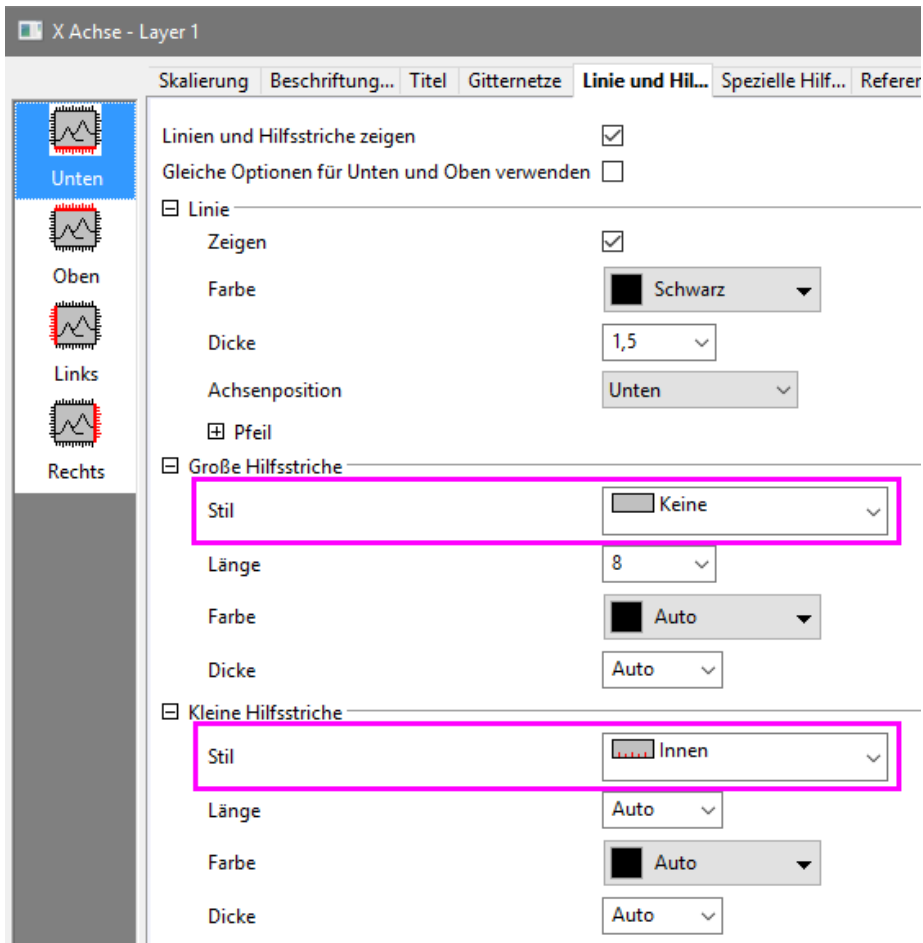 X Achse - Layer 1
Skalierung Beschriftung... Titel Gitternetze Linie und Hil... Spezielle Hilf... Referen
Unten
Oben
Links
Rechts
Linien und Hilfsstriche zeigen
Gleiche Optionen für Unten und Oben verwenden
Linie
Zeigen
Farbe Schwarz
Dicke 1,5
Achsenposition Unten
Pfeil
Große Hilfsstriche
Stil Keine
Länge 8
Farbe Auto
Dicke Auto
Kleine Hilfsstriche
Stil Innen
Länge Auto
Farbe Auto
Dicke Auto